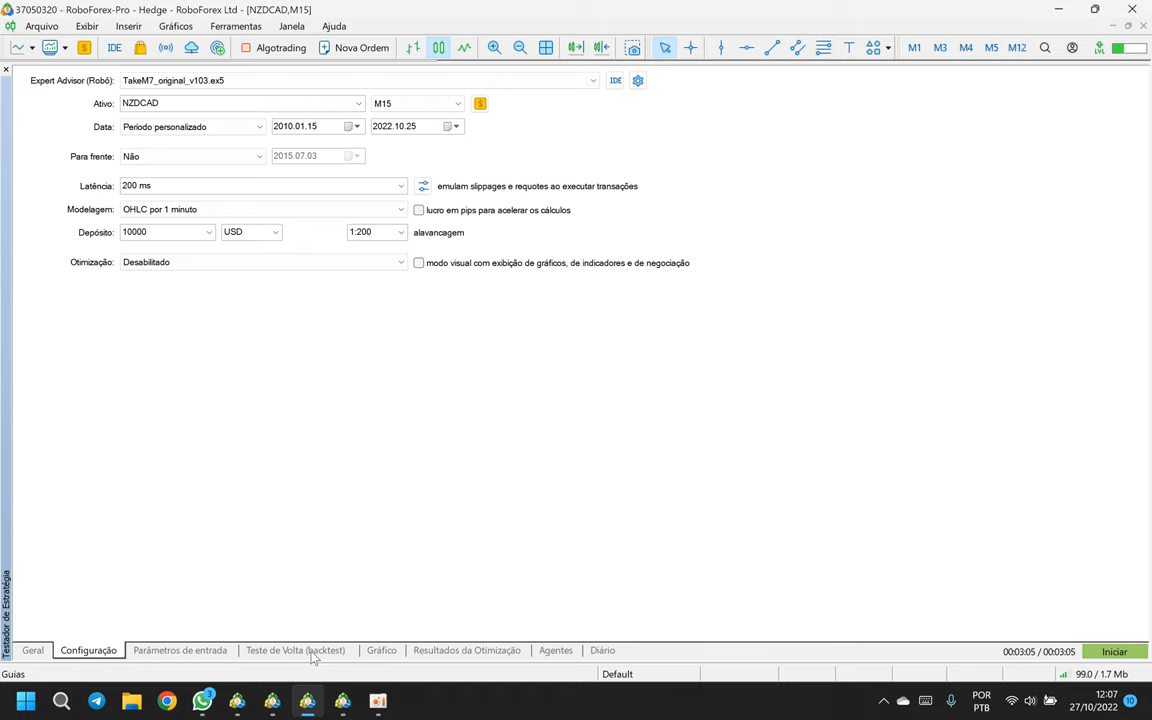 37050320 - RoboForex-Pro - Hedge - RoboForex Ltd - [NZDCAD,M15]
Arquivo Exibir Inserir Gráficos Ferramentas Janela Ajuda
IDE Algotrading Nova Ordem M1 M3 M4 M5 M12 LVL
Expert Advisor (Robô): TakeM7_original_v103.ex5 IDE
Ativo: NZDCAD M15 $
Data: Período personalizado 2010.01.15 2022.10.25
Para frente: Não 2015.07.03
Latência: 200 ms emulam slippages e requotes ao executar transações
Modelagem: OHLC por 1 minuto lucro em pips para acelerar os cálculos
Depósito: 10000 USD 1:200 alavancagem
Otimização: Desabilitado modo visual com exibição de gráficos, de indicadores e de negociação
Testador de Estratégia
Geral Configuração Parâmetros de entrada Teste de Volta (backtest) Gráfico Resultados da Otimização Agentes Diário 00:03:05 / 00:03:05 Iniciar
Guias Default 99.0 / 1.7 Mb
3 POR PTB 12:07 27/10/2022 10